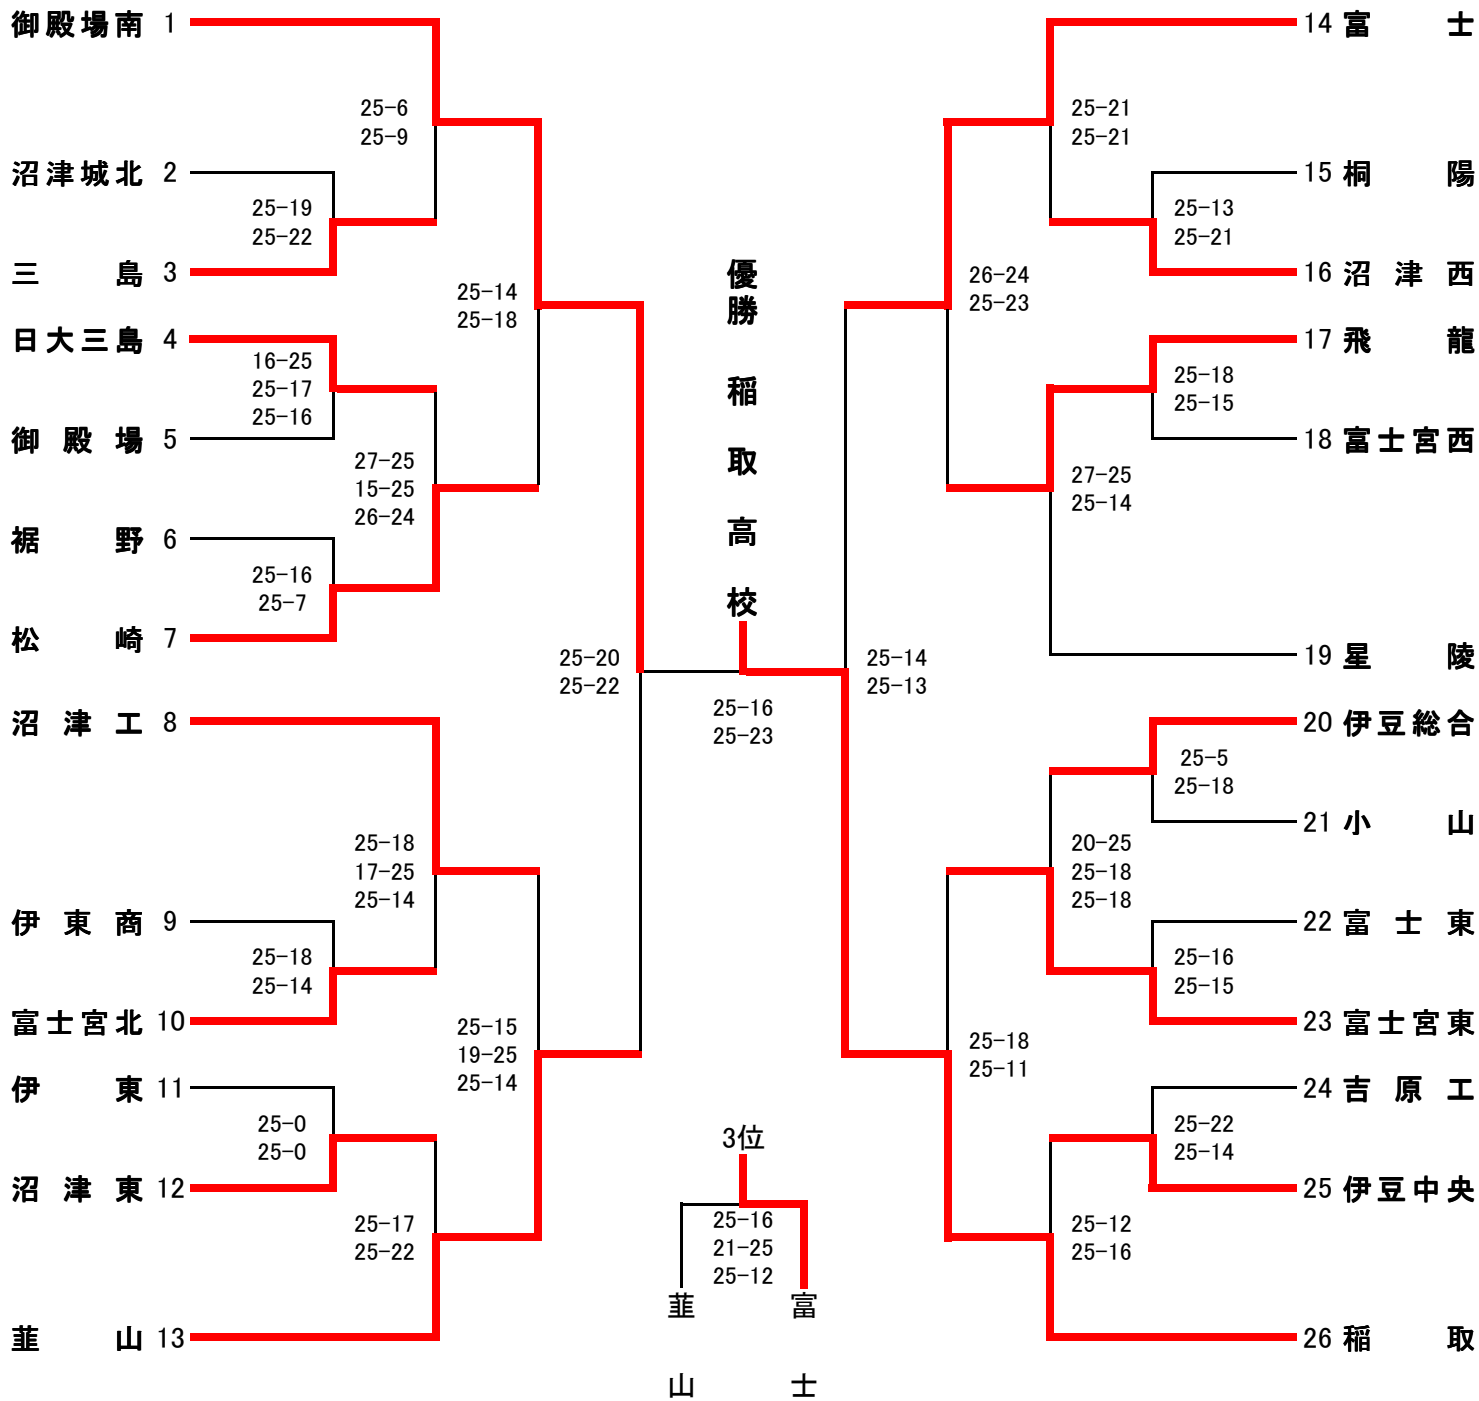 御殿場南 1
25-6
25-9
沼津城北 2
25-19
25-22
三島 3
25-14
25-18
日大三島 4
16-25
25-17
25-16
御殿場 5
27-25
15-25
26-24
裾野 6
25-16
25-7
松崎 7
25-20
25-22
沼津工 8
25-18
17-25
25-14
伊東商 9
25-18
25-14
富士宮北 10
25-15
19-25
25-14
伊東 11
25-0
25-0
沼津東 12
25-17
25-22
韮山 13
優勝 稲取高校
25-16
25-23
3位
25-16
21-25
25-12
韮山
富士
14 富士
25-21
25-21
15 桐陽
25-13
25-21
16 沼津西
26-24
25-23
17 飛龍
25-18
25-15
18 富士宮西
27-25
25-14
19 星陵
25-14
25-13
20 伊豆総合
25-5
25-18
21 小山
20-25
25-18
25-18
22 富士東
25-16
25-15
23 富士宮東
25-18
25-11
24 吉原工
25-22
25-14
25 伊豆中央
25-12
25-16
26 稲取